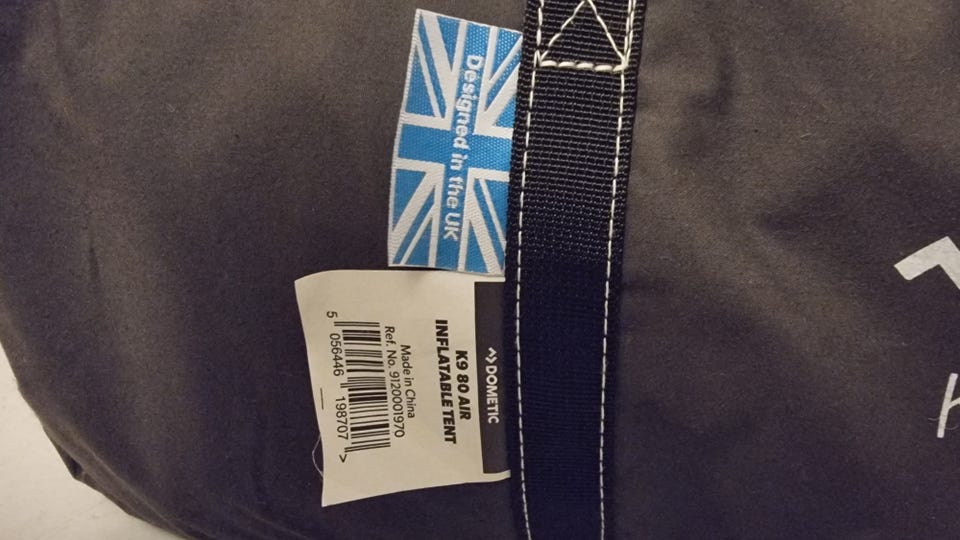 Designed in the UK
DOMETIC
K9 80 AIR
INFLATABLE TENT
Made in China
Ref. No. 9120001970
5 056446 198707 >